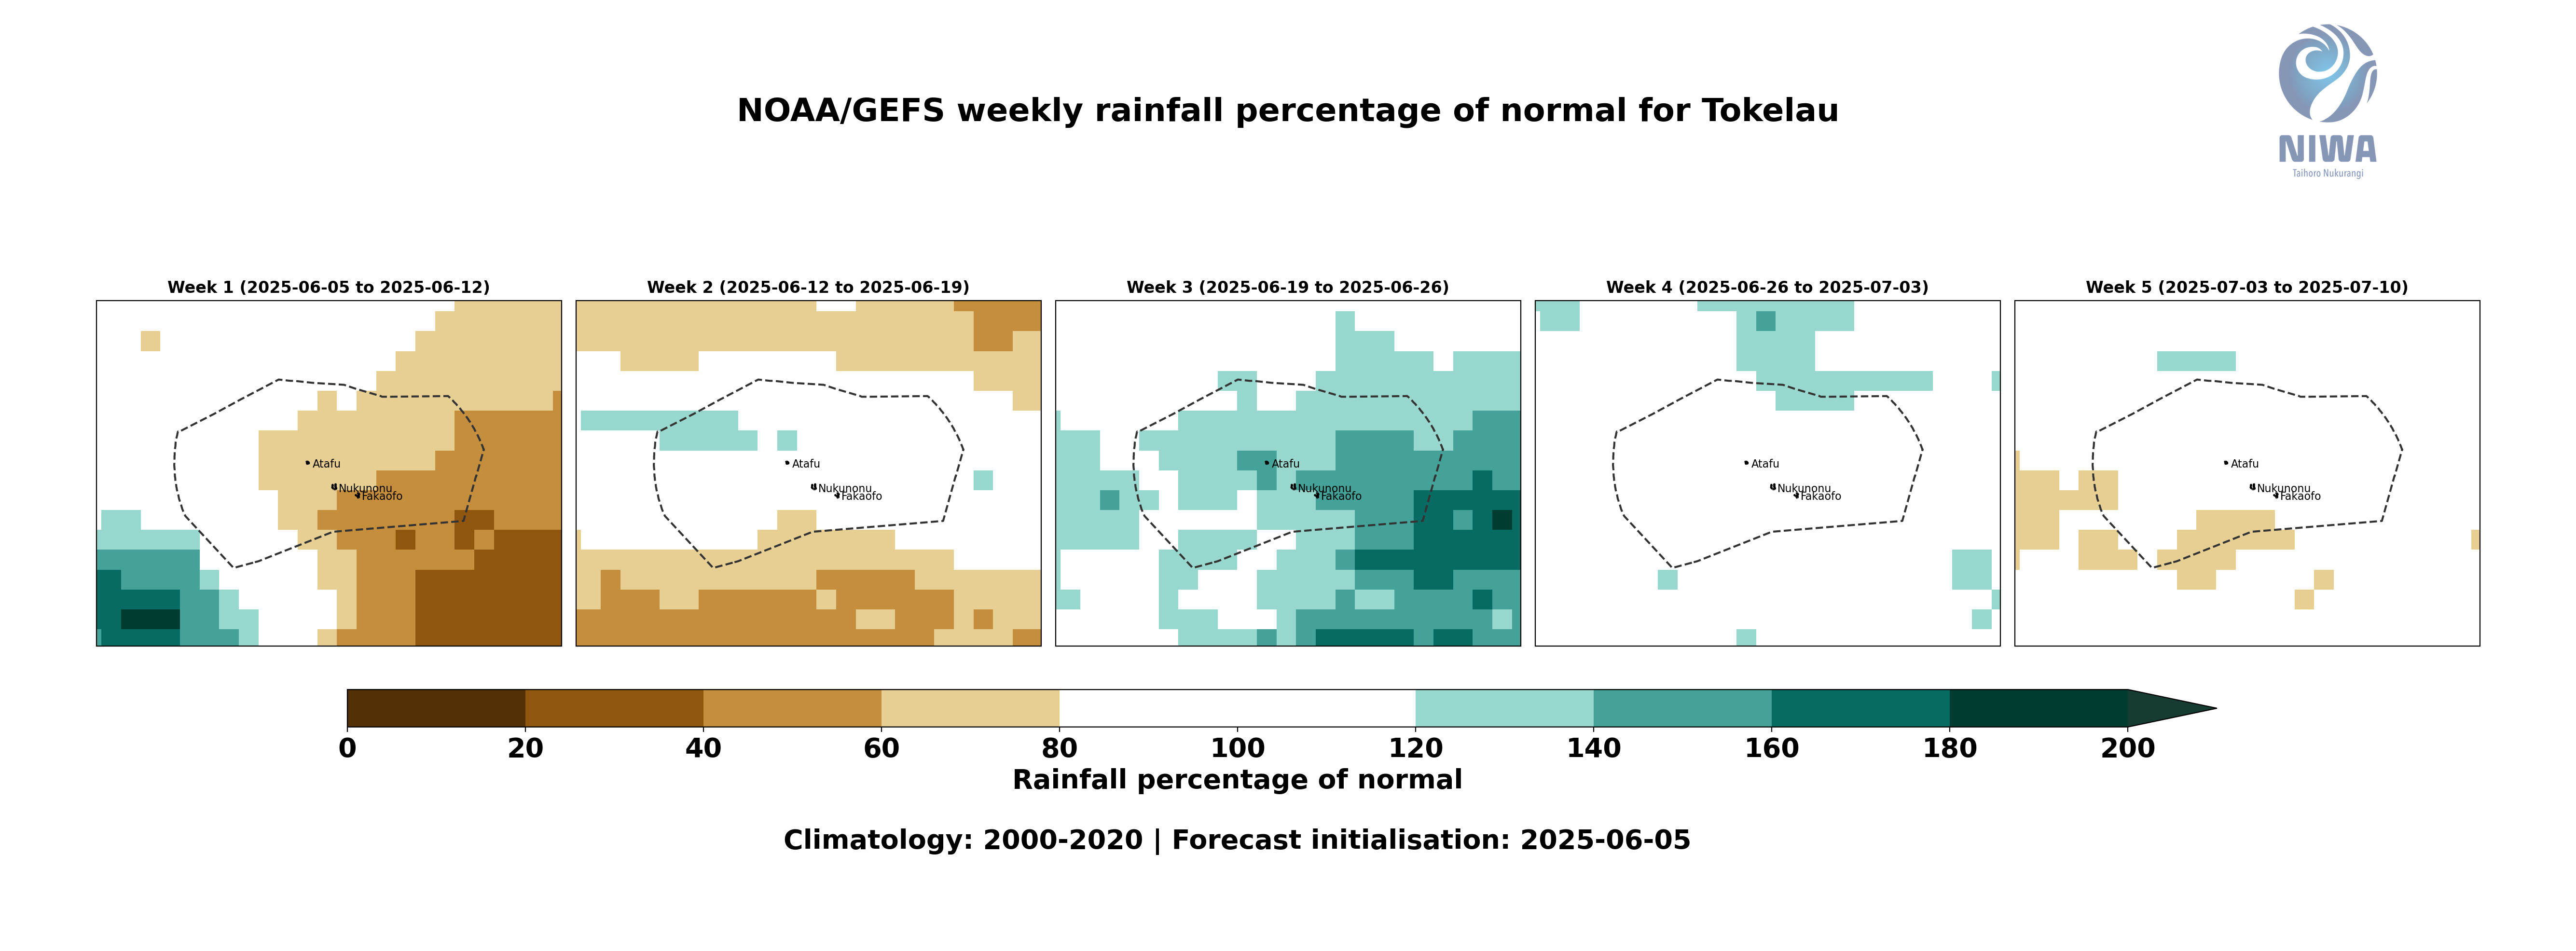 NOAA/GEFS weekly rainfall percentage of normal for Tokelau
NIWA
Taihoro Nukurangi
Week 1 (2025-06-05 to 2025-06-12)
Week 2 (2025-06-12 to 2025-06-19)
Week 3 (2025-06-19 to 2025-06-26)
Week 4 (2025-06-26 to 2025-07-03)
Week 5 (2025-07-03 to 2025-07-10)
Atafu
Nukunonu
Fakaofo
Atafu
Nukunonu
Fakaofo
Atafu
Nukunonu
Fakaofo
Atafu
Nukunonu
Fakaofo
Atafu
Nukunonu
Fakaofo
0 20 40 60 80 100 120 140 160 180 200
Rainfall percentage of normal
Climatology: 2000-2020 | Forecast initialisation: 2025-06-05